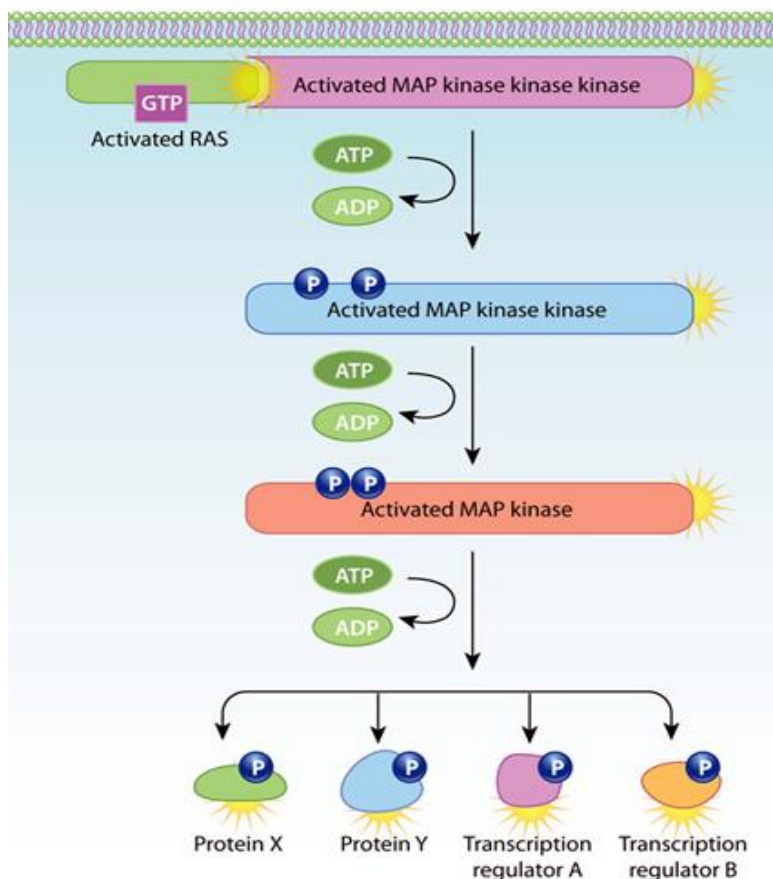 Activated MAP kinase kinase kinase
GTP
Activated RAS
ATP
ADP
P P
Activated MAP kinase kinase
ATP
ADP
P P
Activated MAP kinase
ATP
ADP
P P P P
Protein X Protein Y Transcription Transcription
regulator A regulator B